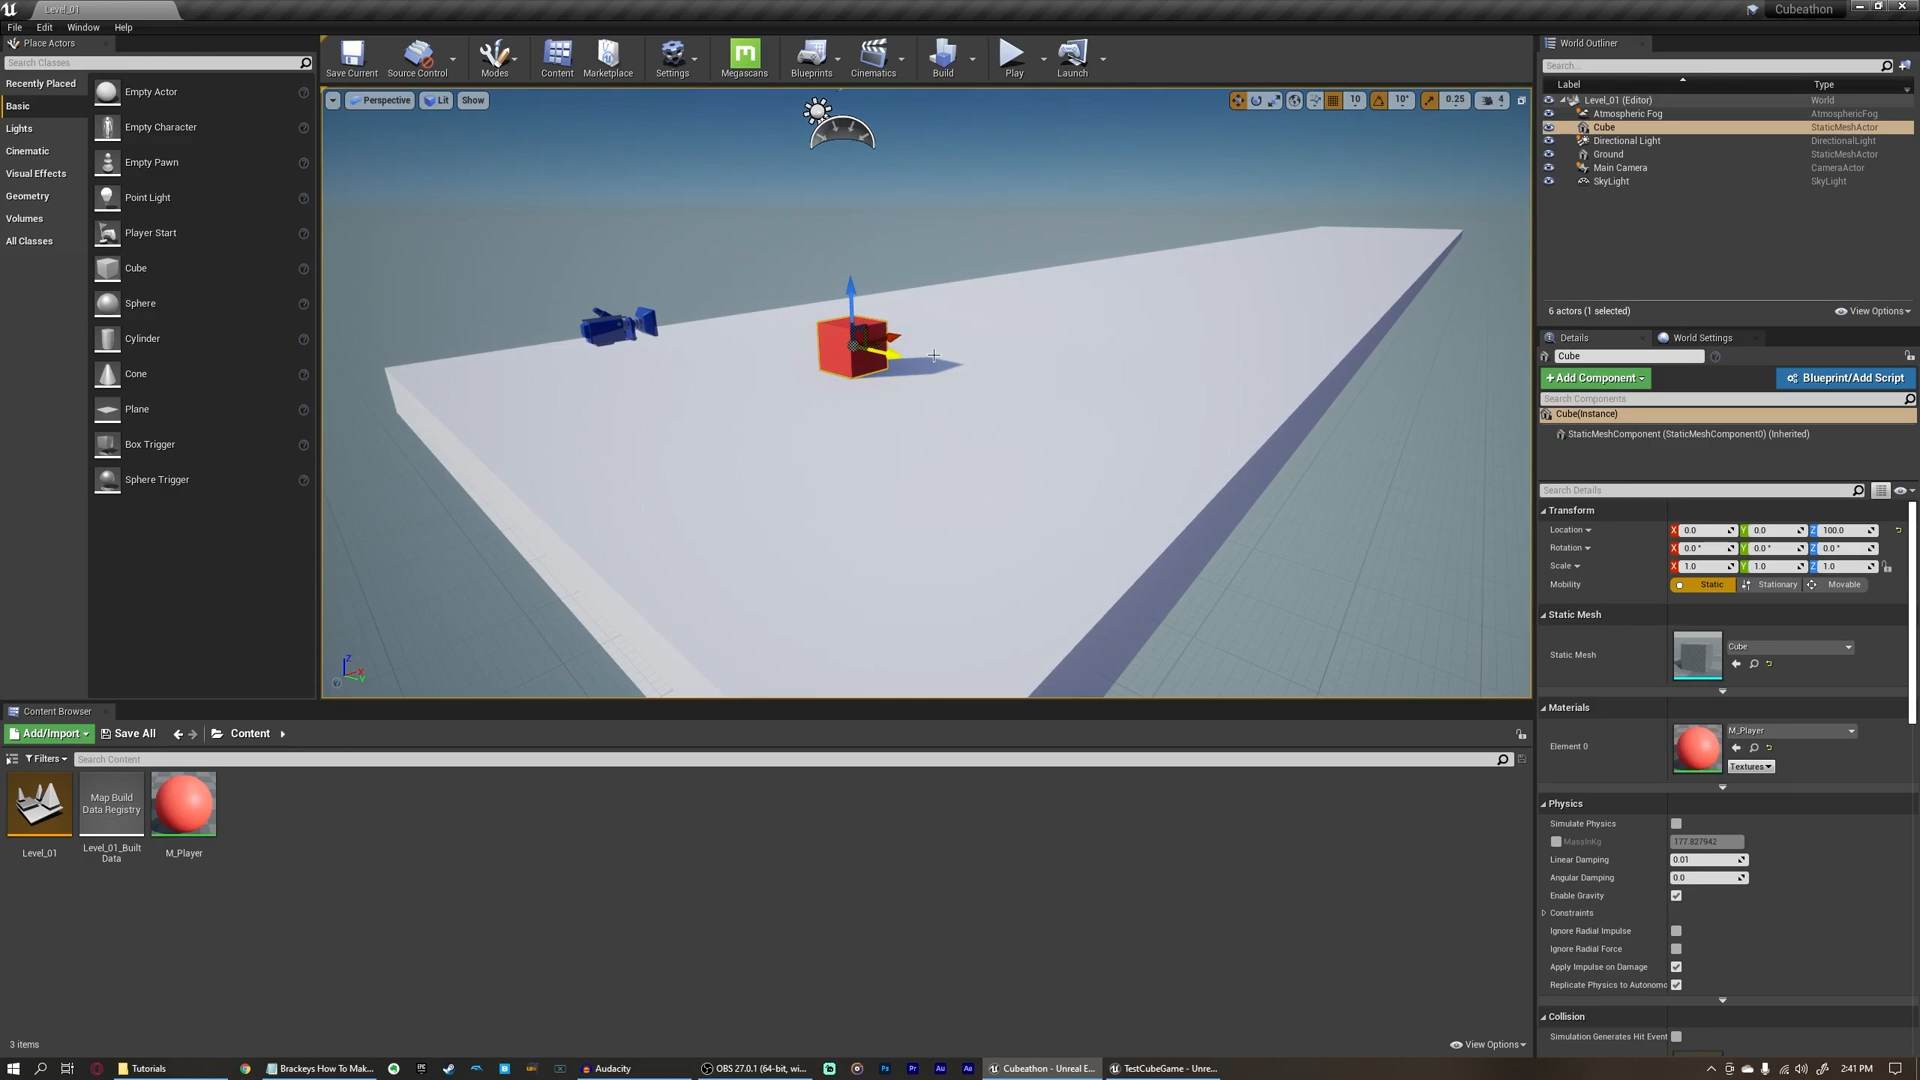 Level_01
Cubeathon
File Edit Window Help
Place Actors
Search Classes
Recently Placed
Basic
Lights
Cinematic
Visual Effects
Geometry
Volumes
All Classes
Empty Actor
Empty Character
Empty Pawn
Point Light
Player Start
Cube
Sphere
Cylinder
Cone
Plane
Box Trigger
Sphere Trigger
Save Current Source Control Modes Content Marketplace Settings Megascans Blueprints Cinematics Build Play Launch
Perspective Lit Show
10 10° 0.25 4
Z X Y
World Outliner
Search...
Label Type
Level_01 (Editor) World
Atmospheric Fog AtmosphericFog
Cube StaticMeshActor
Directional Light DirectionalLight
Ground StaticMeshActor
Main Camera CameraActor
SkyLight SkyLight
6 actors (1 selected) View Options
Details World Settings
Cube
+Add Component Blueprint/Add Script
Search Components
Cube(Instance)
StaticMeshComponent (StaticMeshComponent0) (Inherited)
Search Details
Transform
Location X 0.0 Y 0.0 Z 100.0
Rotation X 0.0 ° Y 0.0 ° Z 0.0 °
Scale X 1.0 Y 1.0 Z 1.0
Mobility Static Stationary Movable
Static Mesh
Static Mesh Cube
Materials
Element 0 M_Player
Textures
Physics
Simulate Physics
MassInKg 177.827942
Linear Damping 0.01
Angular Damping 0.0
Enable Gravity
Constraints
Ignore Radial Impulse
Ignore Radial Force
Apply Impulse on Damage
Replicate Physics to Autonomo
Collision
Simulation Generates Hit Event
Content Browser
Add/Import Save All Content
Filters Search Content
Map Build
Data Registry
Level_01
Level_01_Built
Data
M_Player
3 items View Options
Tutorials Brackeys How To Mak... Audacity OBS 27.0.1 (64-bit, wi... Ps Pr Au Ae Cubeathon - Unreal E... TestCubeGame - Unre... 2:41 PM